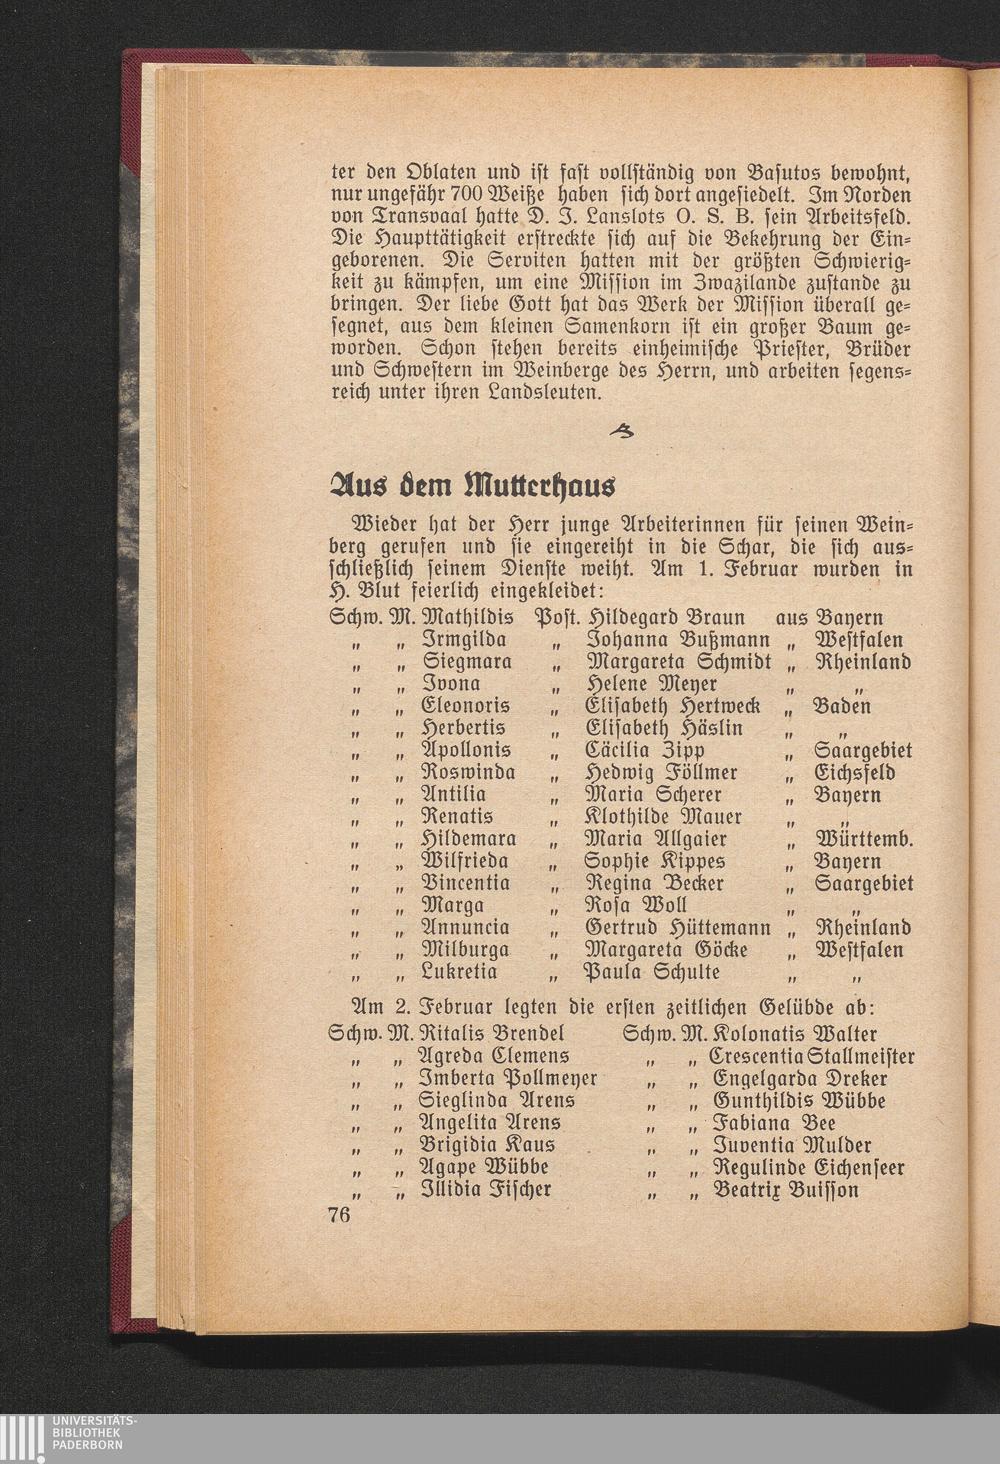 ter den Oblaten und ist fast vollständig von Basutos bewohnt,
nur ungefähr 700 Weiße haben sich dort angesiedelt. Im Norden
von Transvaal hatte D. J. Lanslots O. S. B. sein Arbeitsfeld.
Die Haupttätigkeit erstreckte sich auf die Bekehrung der Ein-
geborenen. Die Serviten hatten mit der größten Schwierig-
keit zu kämpfen, um eine Mission im Zwazilande zustande zu
bringen. Der liebe Gott hat das Werk der Mission überall ge-
segnet, aus dem kleinen Samenkorn ist ein großer Baum ge-
worden. Schon stehen bereits einheimische Priester, Brüder
und Schwestern im Weinberge des Herrn, und arbeiten segens-
reich unter ihren Landsleuten.
Aus dem Mutterhaus
Wieder hat der Herr junge Arbeiterinnen für seinen Wein-
berg gerufen und sie eingereiht in die Schar, die sich aus-
schließlich seinem Dienste weiht. Am 1. Februar wurden in
H. Blut feierlich eingekleidet:
Schw. M. Mathildis Post. Hildegard Braun aus Bayern
„ „ Irmgilda „ Johanna Bußmann „ Westfalen
„ „ Siegmara „ Margareta Schmidt „ Rheinland
„ „ Ivona „ Helene Meyer „ „
„ „ Eleonoris „ Elisabeth Hertweck „ Baden
„ „ Herbertis „ Elisabeth Häslin „ „
„ „ Apollonis „ Cäcilia Zipp „ Saargebiet
„ „ Roswinda „ Hedwig Föllmer „ Eichsfeld
„ „ Antilia „ Maria Scherer „ Bayern
„ „ Renatis „ Klothilde Mauer „ „
„ „ Hildemara „ Maria Allgaier „ Württemb.
„ „ Wilfrieda „ Sophie Kippes „ Bayern
„ „ Vincentia „ Regina Becker „ Saargebiet
„ „ Marga „ Rosa Woll „ „
„ „ Annuncia „ Gertrud Hüttemann „ Rheinland
„ „ Milburga „ Margareta Göcke „ Westfalen
„ „ Lukretia „ Paula Schulte „ „
Am 2. Februar legten die ersten zeitlichen Gelübde ab:
Schw. M. Ritalis Brendel Schw. M. Kolonatis Walter
„ „ Agreda Clemens „ „ Crescentia Stallmeister
„ „ Imberta Pollmeyer „ „ Engelgarda Dreker
„ „ Sieglinda Arens „ „ Gunthildis Wübbe
„ „ Angelita Arens „ „ Fabiana Bee
„ „ Brigidia Kaus „ „ Iuventia Mulder
„ „ Agape Wübbe „ „ Regulinde Eichenseer
„ „ Illidia Fischer „ „ Beatrix Buisson
76
UNIVERSITÄTS-
BIBLIOTHEK
PADERBORN